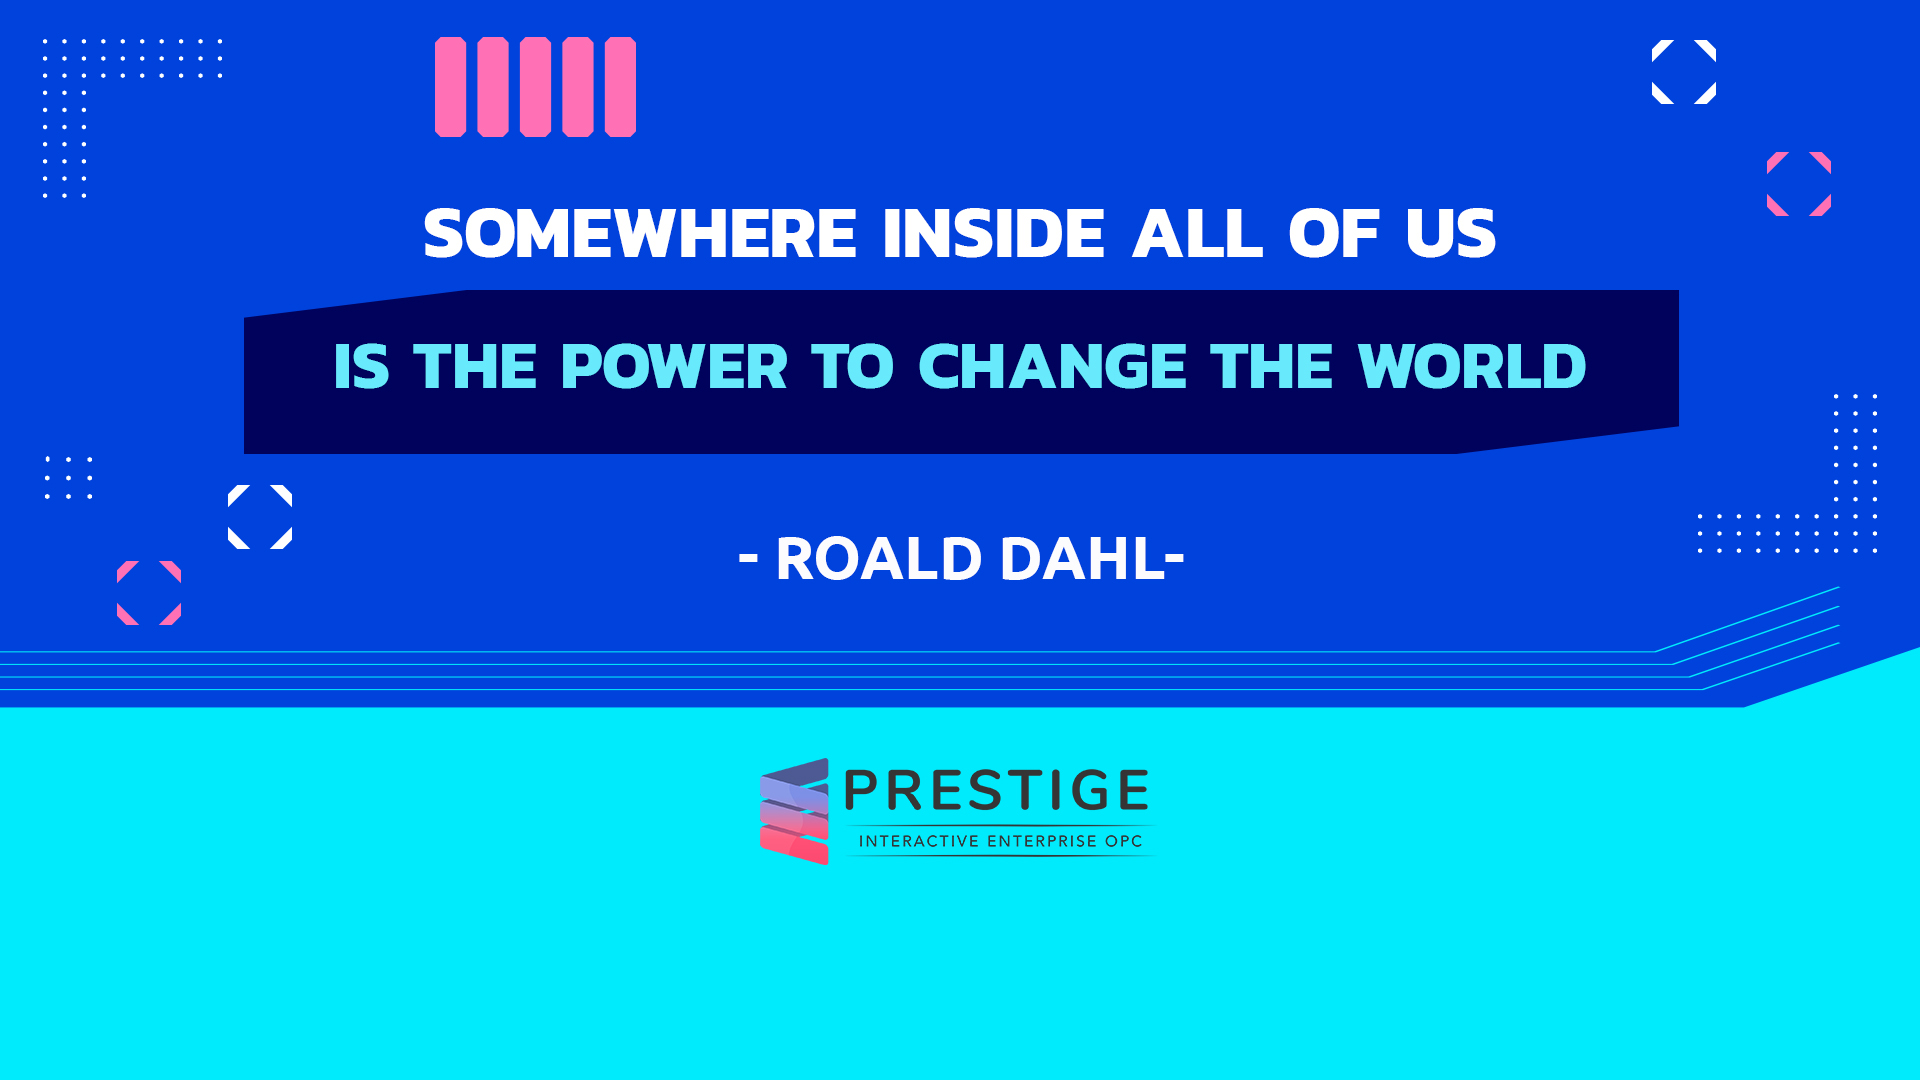 SOMEWHERE INSIDE ALL OF US
IS THE POWER TO CHANGE THE WORLD
- ROALD DAHL-
PRESTIGE
INTERACTIVE ENTERPRISE OPC